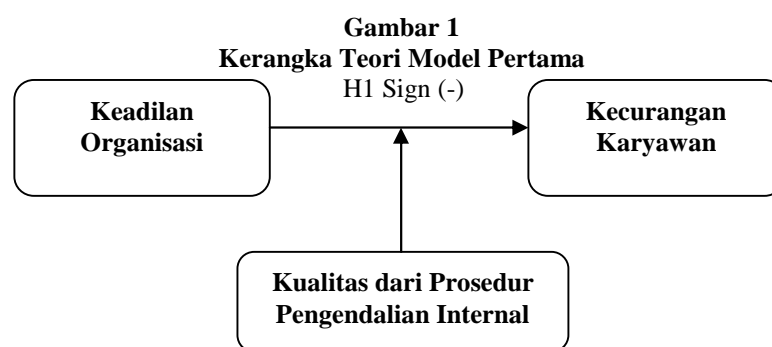 Gambar 1
Kerangka Teori Model Pertama
H1 Sign (-)
Keadilan
Organisasi
Kecurangan
Karyawan
Kualitas dari Prosedur
Pengendalian Internal